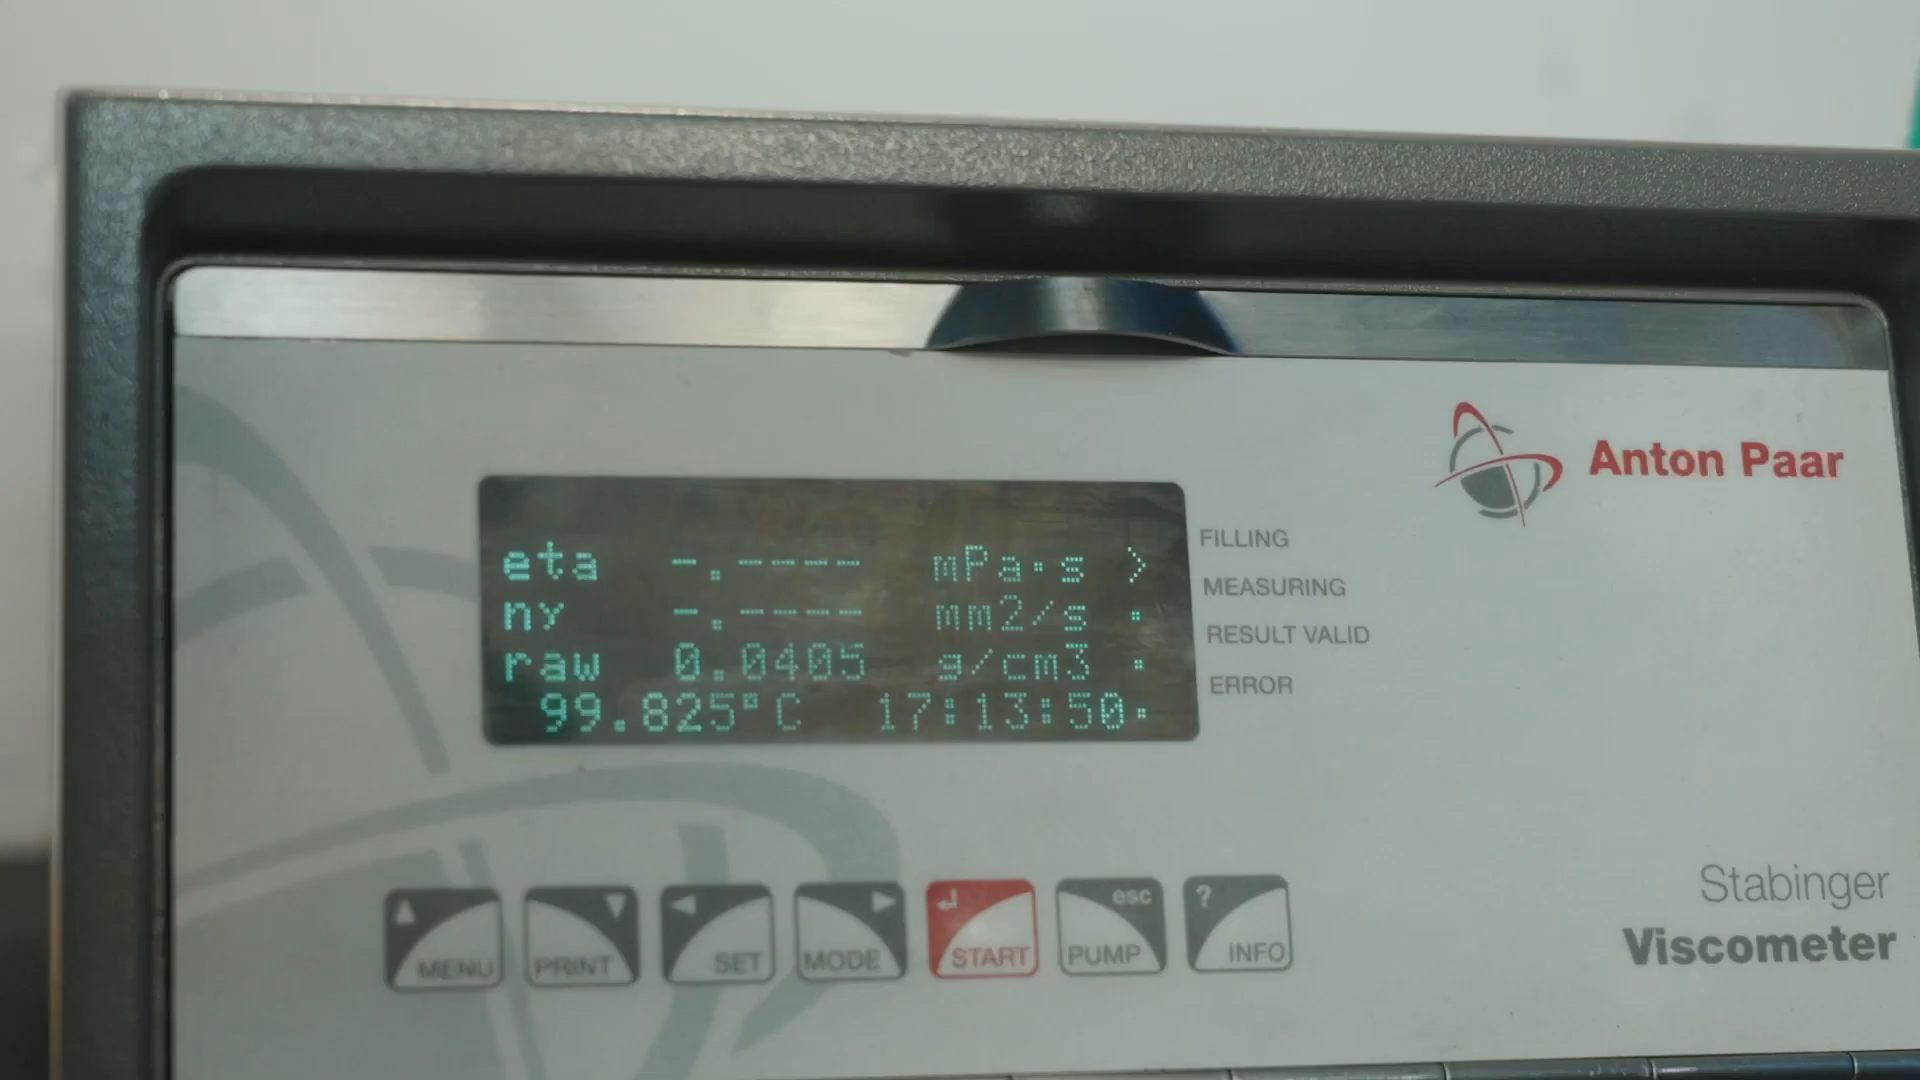 Anton Paar
eta -.---- mPa·s >
ny -.---- mm2/s
raw 0.0405 g/cm3
99.825°C 17:13:50
FILLING
MEASURING
RESULT VALID
ERROR
MENU PRINT SET MODE START esc PUMP ? INFO
Stabinger
Viscometer